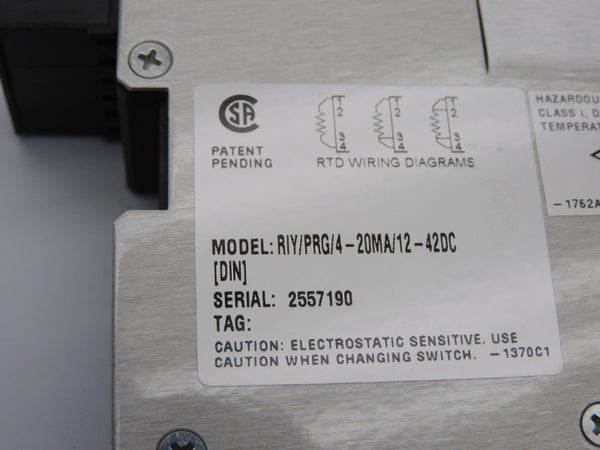 CSA
PATENT
PENDING
1 2 3 4
1 2 3 4
1 2 3 4
RTD WIRING DIAGRAMS
MODEL: RIY/PRG/4-20MA/12-42DC
[DIN]
SERIAL: 2557190
TAG:
CAUTION: ELECTROSTATIC SENSITIVE. USE
CAUTION WHEN CHANGING SWITCH. -1370C1
CLASS I,
-1762A